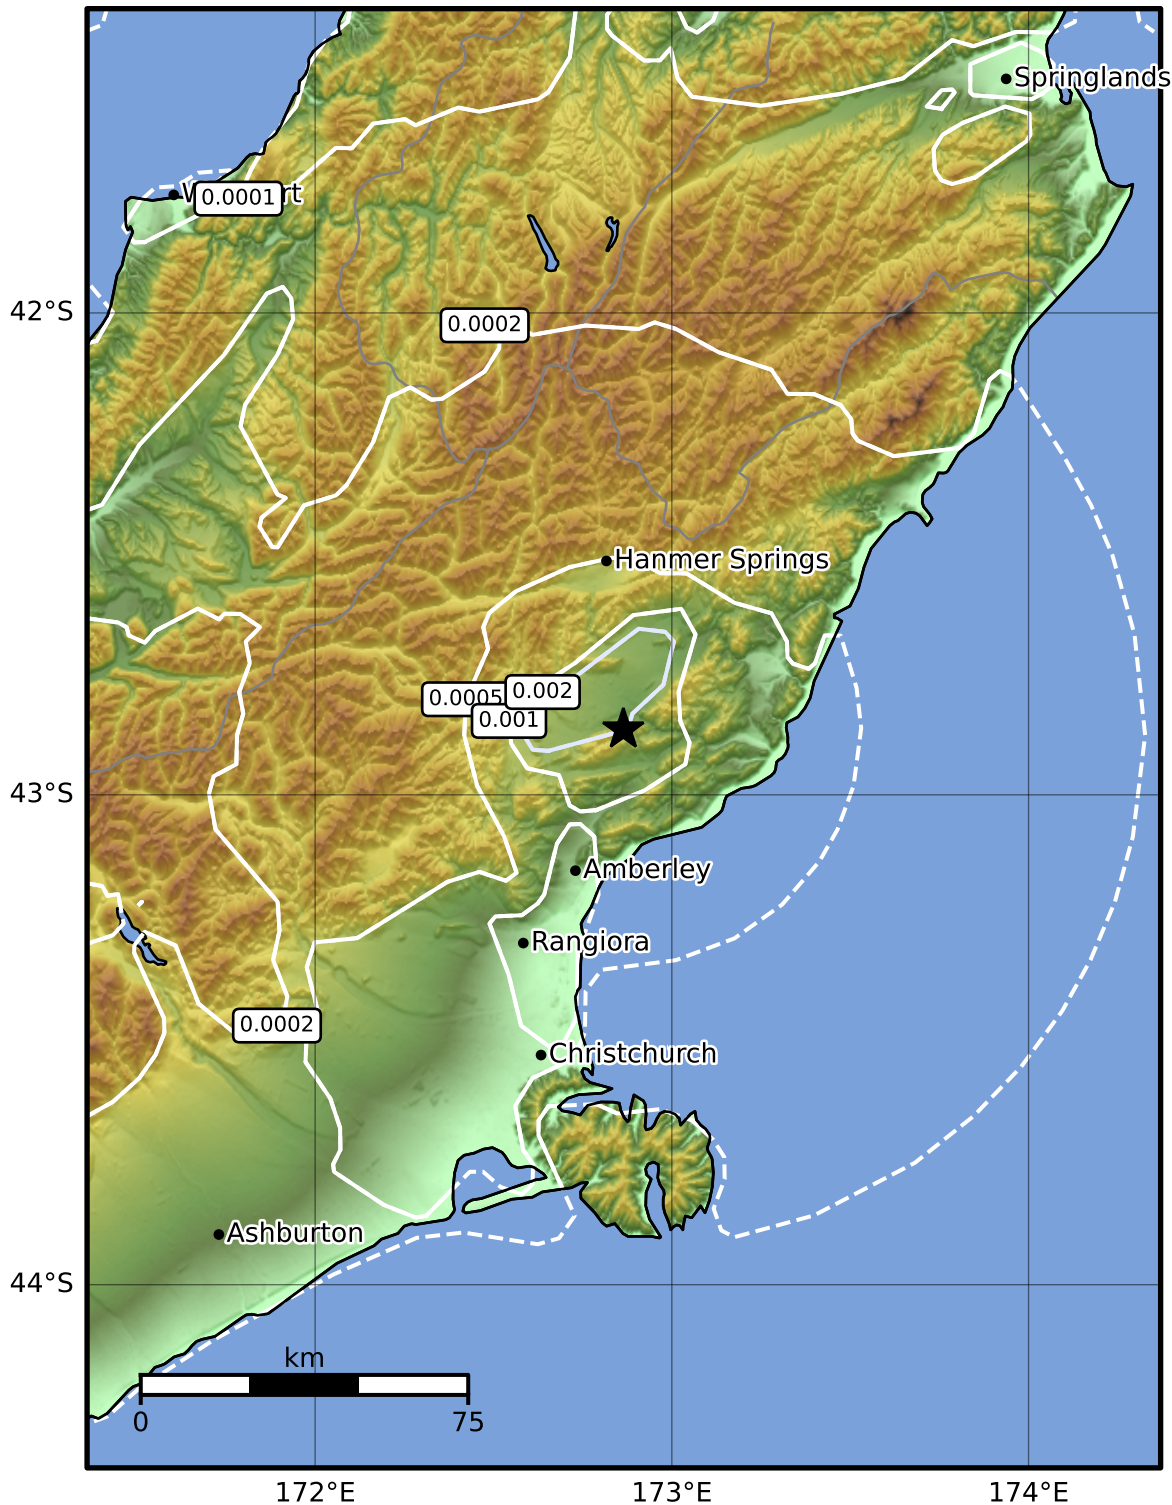 Springlands
0.0001
42°S
0.0002
Hanmer Springs
0.0005
0.002
0.001
43°S
Amberley
Rangiora
0.0002
Christchurch
Ashburton
44°S
km
0
75
172°E
173°E
174°E